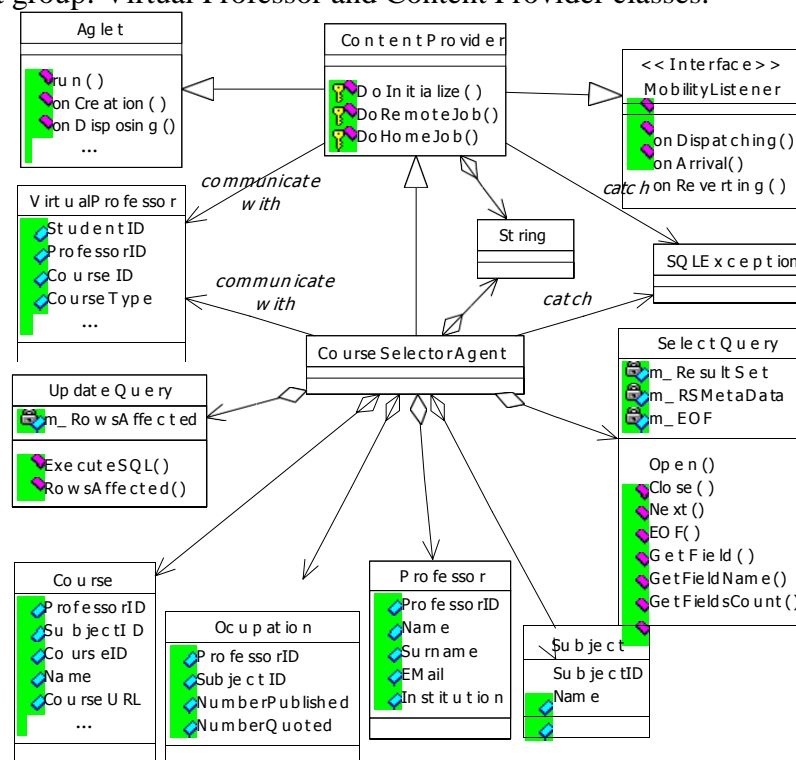 group: Virtual Professor and Content Provider classes.
Aglet
run()
onCreation()
onDisposing()
...
ContentProvider
DoInitialize()
DoRemoteJob()
DoHomeJob()
<< Interface >>
MobilityListener
onDispatching()
onArrival()
onReverting()
communicate
with
catch
VirtualProfessor
StudentID
ProfessorID
CourseID
CourseType
...
String
SQLException
communicate
with
catch
CourseSelectorAgent
SelectQuery
m_ResultSet
m_RSMetaData
m_EOF
Open()
Close()
Next()
EOF()
GetField()
GetFieldName()
GetFieldsCount()
UpdateQuery
m_RowsAffected
ExecuteSQL()
RowsAffected()
Course
ProfessorID
SubjectID
CourseID
Name
CourseURL
...
Ocupation
ProfessorID
SubjectID
NumberPublished
NumberQuoted
Professor
ProfessorID
Name
Surname
EMail
Institution
Subject
SubjectID
Name